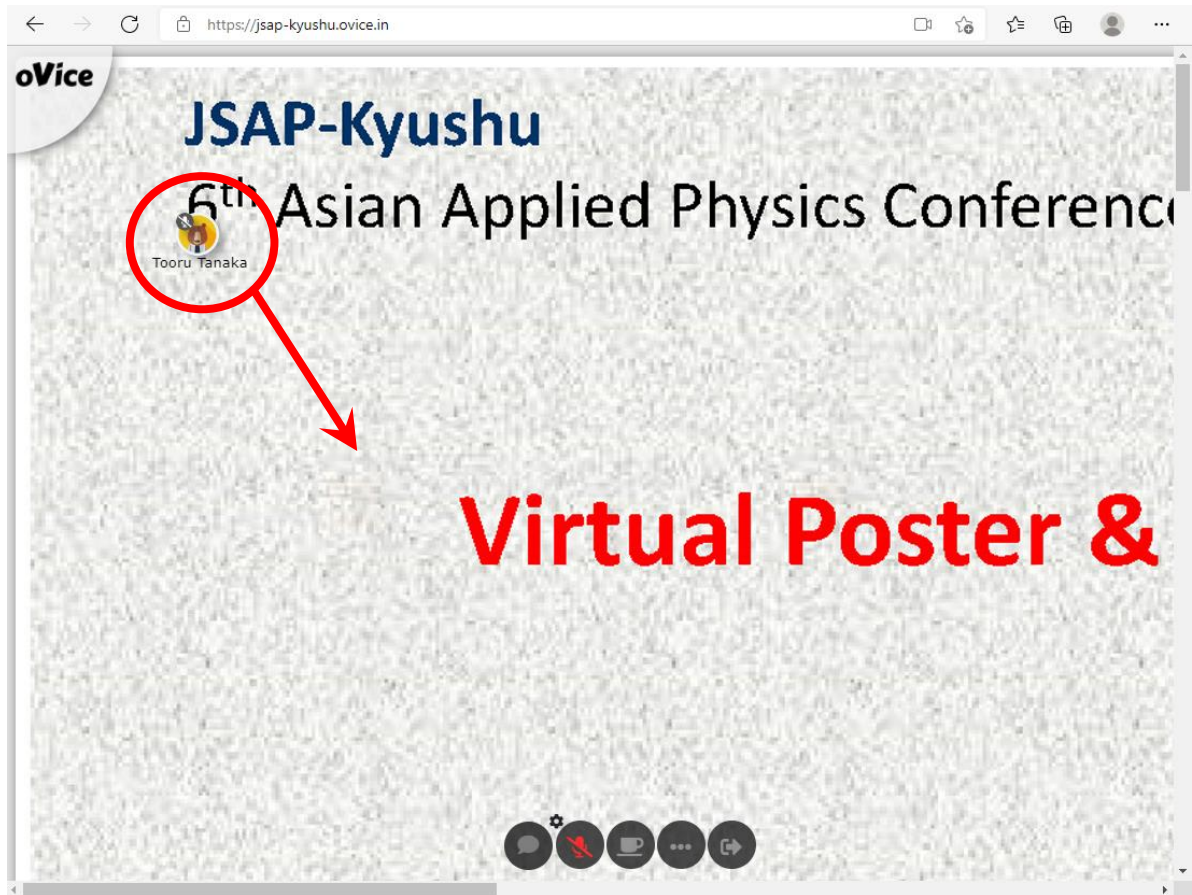 https://jsap-kyushu.ovice.in
oVice
JSAP-Kyushu
6th Asian Applied Physics Conferenc
Tooru Tanaka
Virtual Poster &